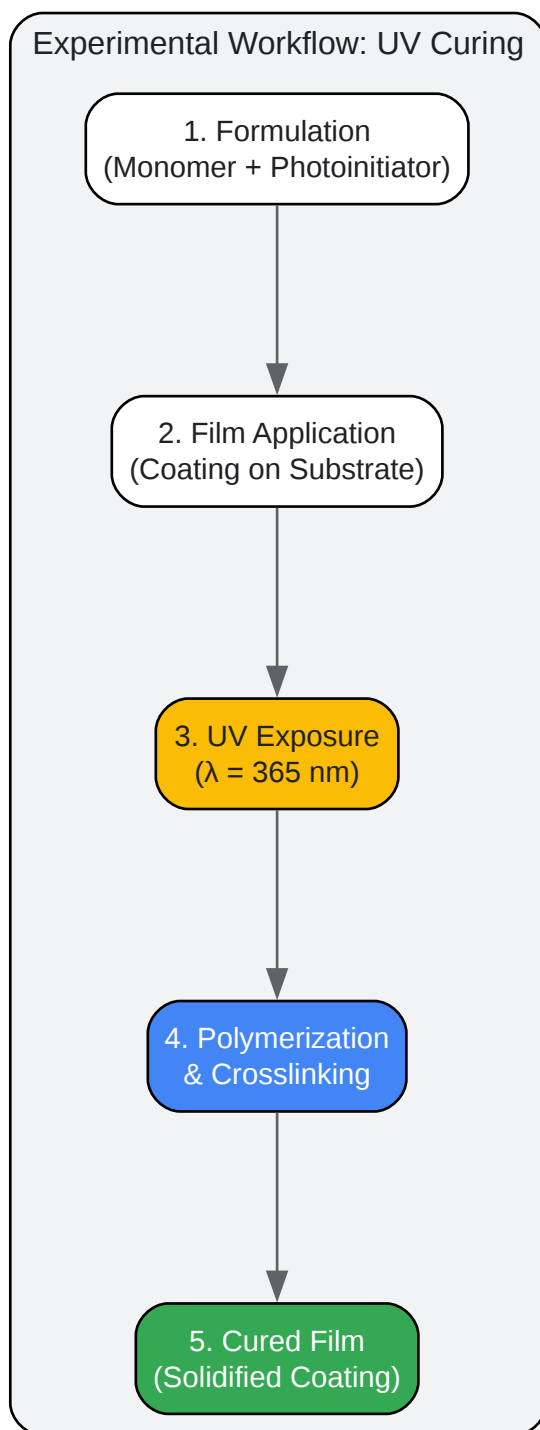 Experimental Workflow: UV Curing
1. Formulation
(Monomer + Photoinitiator)
2. Film Application
(Coating on Substrate)
3. UV Exposure
(λ = 365 nm)
4. Polymerization
& Crosslinking
5. Cured Film
(Solidified Coating)